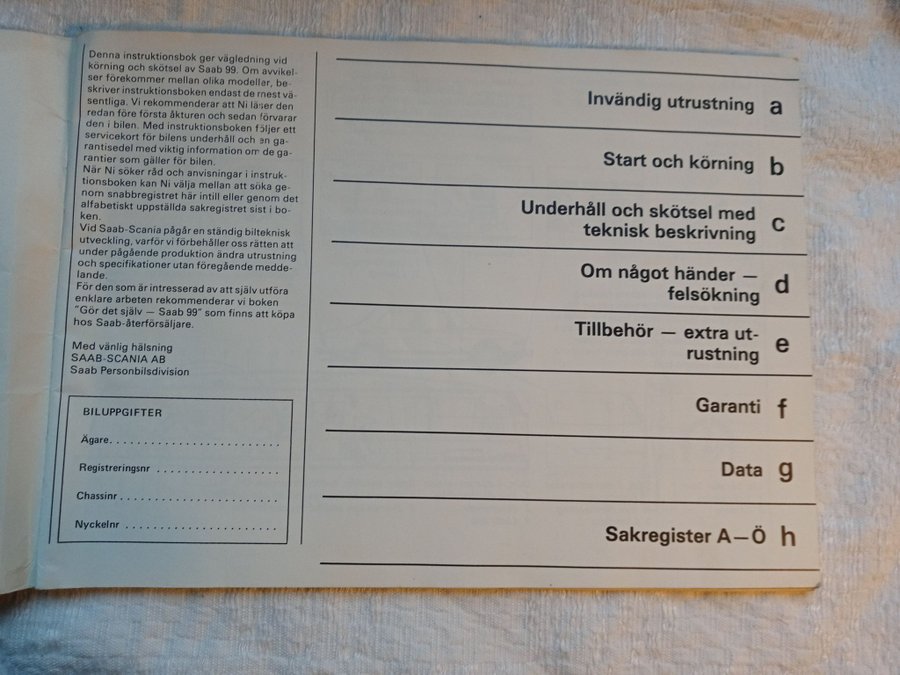 Denna instruktionsbok ger vägledning vid
körning och skötsel av Saab 99. Om avvikel-
ser förekommer mellan olika modeller, be-
skriver instruktionsboken endast de mest vä-
sentliga. Vi rekommenderar att Ni läser den
redan före första åkturen och sedan förvarar
den i bilen. Med instruktionsboken följer ett
servicekort för bilens underhåll och en ga-
rantisedel med viktig information om de ga-
rantier som gäller för bilen.
När Ni söker råd och anvisningar i instruk-
tionsboken kan Ni välja mellan att söka ge-
nom snabbregistret här intill eller genom det
alfabetiskt uppställda sakregistret sist i bo-
ken.
Vid Saab-Scania pågår en ständig bilteknisk
utveckling, varför vi förbehåller oss rätten att
under pågående produktion ändra utrustning
och specifikationer utan föregående medde-
lande.
För den som är intresserad av att själv utföra
enklare arbeten rekommenderar vi boken
"Gör det själv — Saab 99" som finns att köpa
hos Saab-återförsäljare.
Med vänlig hälsning
SAAB-SCANIA AB
Saab Personbilsdivision
BILUPPGIFTER
Ägare. . . . . . . . . . . . . . . . . . . . . . . . .
Registreringsnr . . . . . . . . . . . . . . . . . .
Chassinr . . . . . . . . . . . . . . . . . . . . . . .
Nyckelnr . . . . . . . . . . . . . . . . . . . . . .
Invändig utrustning a
Start och körning b
Underhåll och skötsel med
teknisk beskrivning c
Om något händer —
felsökning d
Tillbehör — extra ut-
rustning e
Garanti f
Data g
Sakregister A—Ö h